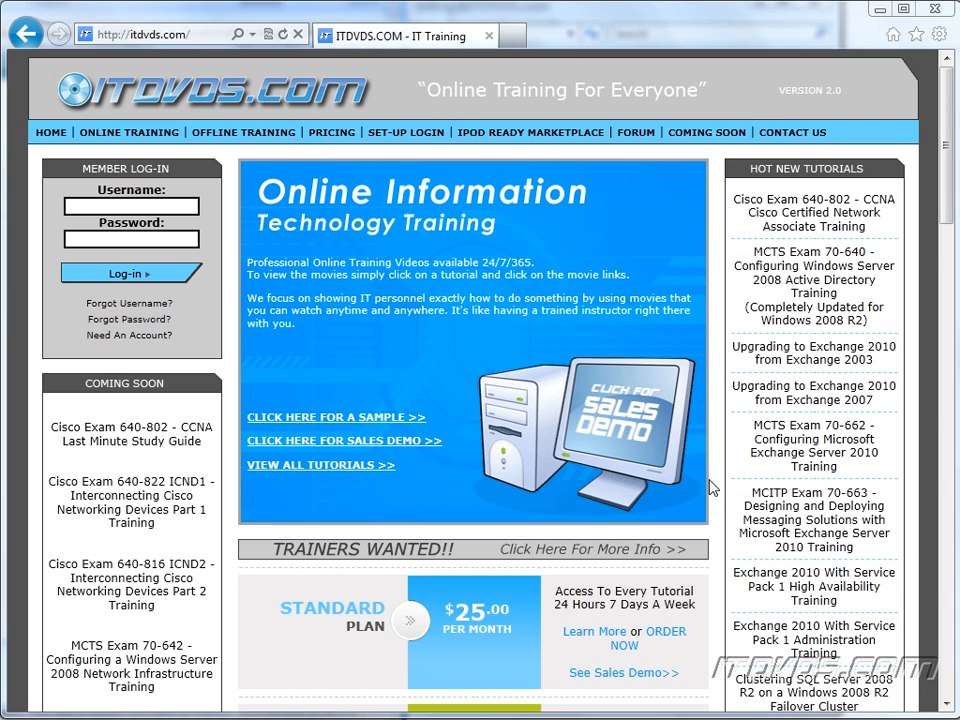 http://itdvds.com/
ITDVDS.COM - IT Training
ITDVDS.COM
“Online Training For Everyone”
VERSION 2.0
HOME | ONLINE TRAINING | OFFLINE TRAINING | PRICING | SET-UP LOGIN | IPOD READY MARKETPLACE | FORUM | COMING SOON | CONTACT US
MEMBER LOG-IN
Username:
Password:
Log-in
Forgot Username?
Forgot Password?
Need An Account?
COMING SOON
Cisco Exam 640-802 - CCNA
Last Minute Study Guide
Cisco Exam 640-822 ICND1 -
Interconnecting Cisco
Networking Devices Part 1
Training
Cisco Exam 640-816 ICND2 -
Interconnecting Cisco
Networking Devices Part 2
Training
MCTS Exam 70-642 -
Configuring a Windows Server
2008 Network Infrastructure
Training
Online Information
Technology Training
Professional Online Training Videos available 24/7/365.
To view the movies simply click on a tutorial and click on the movie links.
We focus on showing IT personnel exactly how to do something by using movies that
you can watch anytime and anywhere. It's like having a trained instructor right there
with you.
CLICK HERE FOR A SAMPLE >>
CLICK HERE FOR SALES DEMO >>
VIEW ALL TUTORIALS >>
CLICK FOR
SALES
DEMO
TRAINERS WANTED!! Click Here For More Info >>
STANDARD
PLAN
$25.00
PER MONTH
Access To Every Tutorial
24 Hours 7 Days A Week
Learn More or ORDER
NOW
See Sales Demo>>
HOT NEW TUTORIALS
Cisco Exam 640-802 - CCNA
Cisco Certified Network
Associate Training
MCTS Exam 70-640 -
Configuring Windows Server
2008 Active Directory
Training
(Completely Updated for
Windows 2008 R2)
Upgrading to Exchange 2010
from Exchange 2003
Upgrading to Exchange 2010
from Exchange 2007
MCTS Exam 70-662 -
Configuring Microsoft
Exchange Server 2010
Training
MCITP Exam 70-663 -
Designing and Deploying
Messaging Solutions with
Microsoft Exchange Server
2010 Training
Exchange 2010 With Service
Pack 1 High Availability
Training
Exchange 2010 With Service
Pack 1 Administration
Training
Clustering SQL Server 2008
R2 on a Windows 2008 R2
Failover Cluster
ITDVDS.COM